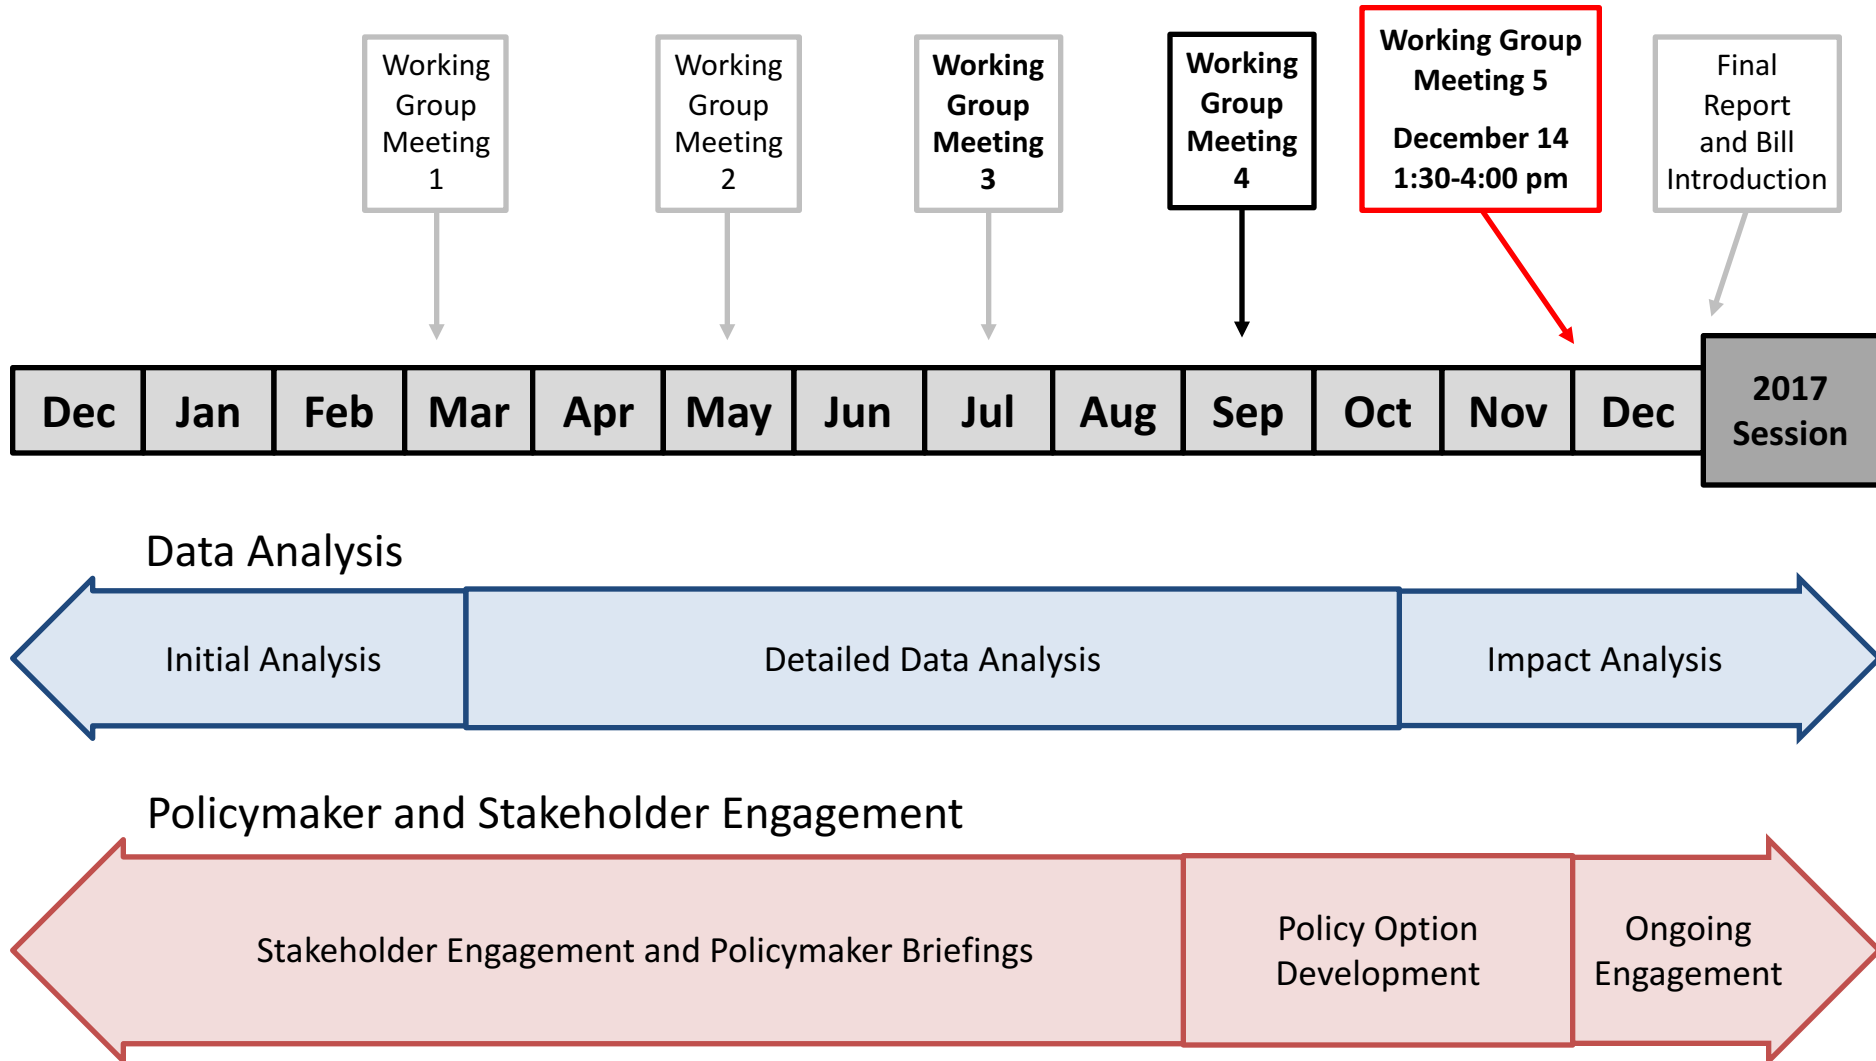 Working
Group
Meeting
1
Working
Group
Meeting
2
Working
Group
Meeting
3
Working
Group
Meeting
4
Working Group
Meeting 5
December 14
1:30-4:00 pm
Final
Report
and Bill
Introduction
Dec Jan Feb Mar Apr May Jun Jul Aug Sep Oct Nov Dec
2017
Session
Data Analysis
Initial Analysis
Detailed Data Analysis
Impact Analysis
Policymaker and Stakeholder Engagement
Stakeholder Engagement and Policymaker Briefings
Policy Option
Development
Ongoing
Engagement